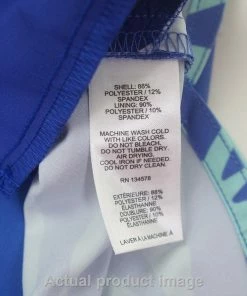 SHELL: 88%
POLYESTER / 12%
SPANDEX
LINING: 90%
POLYESTER / 10%
SPANDEX
MACHINE WASH COLD
WITH LIKE COLORS.
DO NOT BLEACH.
DO NOT TUMBLE DRY.
AIR DRYING.
COOL IRON IF NEEDED.
DO NOT DRY CLEAN.
RN 134578
EXTÉRIEURE: 88%
POLYESTER / 12%
SPANDEX
DOUBLURE: 90%
POLYESTER / 10%
SPANDEX
LAVER À LA MACHINE À
Actual product image